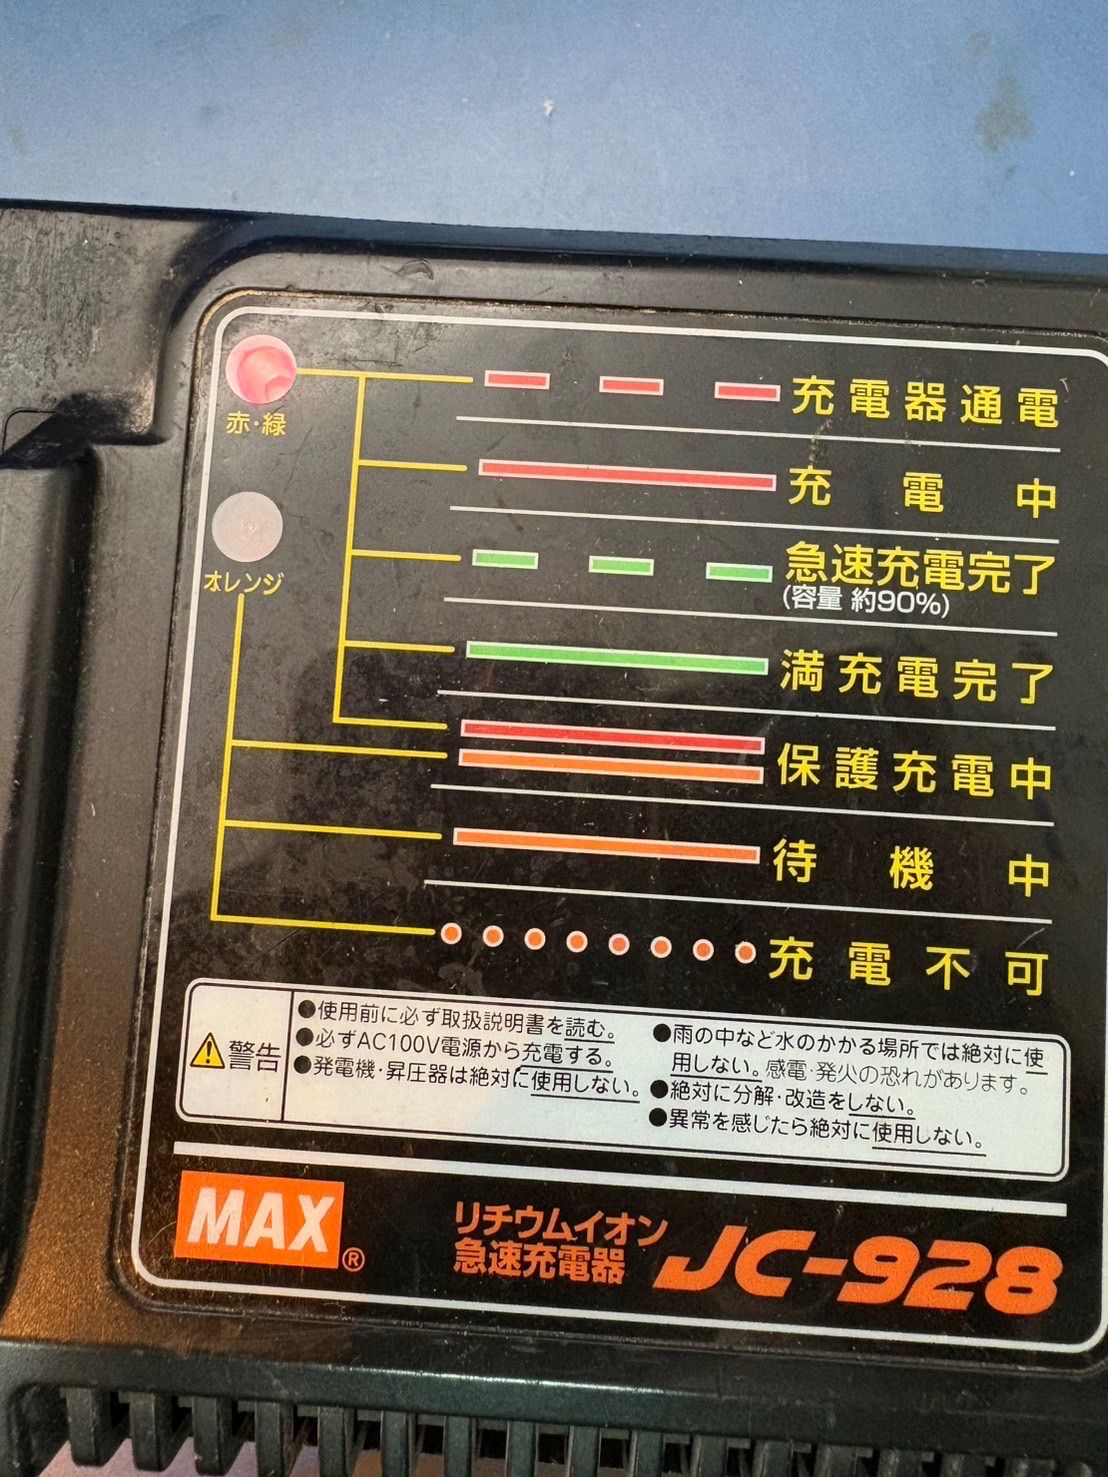 赤・緑
オレンジ
充電器通電
充電中
急速充電完了
(容量 約90%)
満充電完了
保護充電中
待機中
充電不可
警告
●使用前に必ず取扱説明書を読む。
●必ずAC100V電源から充電する。
●発電機・昇圧器は絶対に使用しない。
●雨の中など水のかかる場所では絶対に使
用しない。感電・発火の恐れがあります。
●絶対に分解・改造をしない。
●異常を感じたら絶対に使用しない。
MAX®
リチウムイオン
急速充電器
JC-928